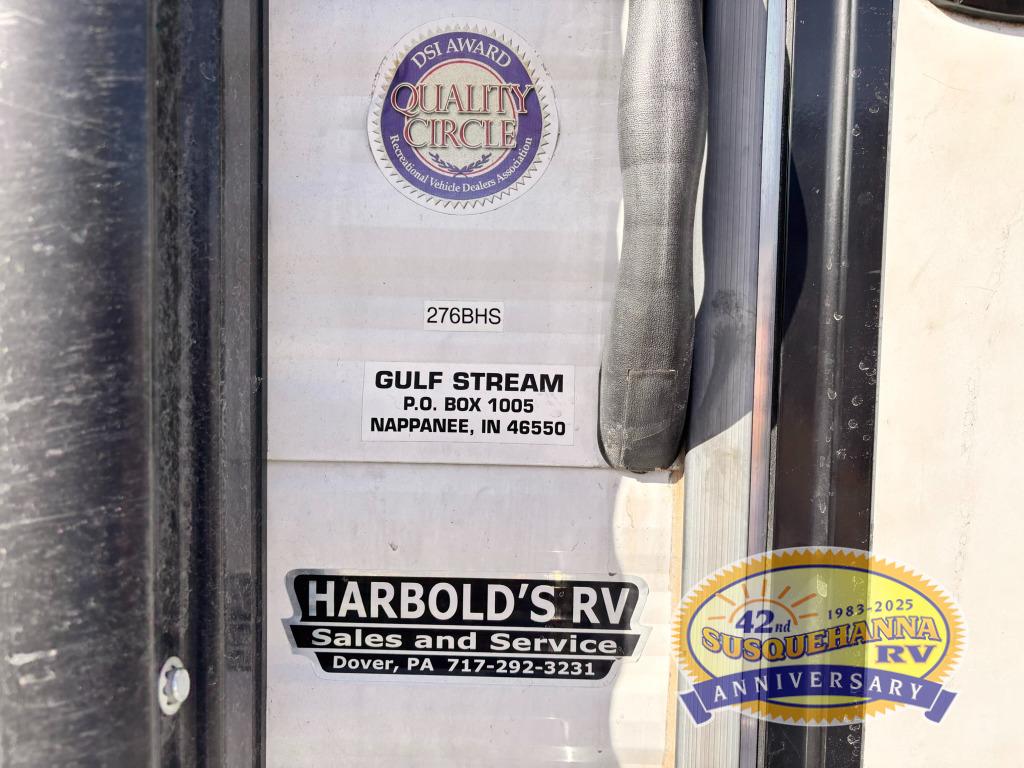 DSI AWARD
QUALITY
CIRCLE
Recreational Vehicle Dealers Association
276BHS
GULF STREAM
P.O. BOX 1005
NAPPANEE, IN 46550
HARBOLD'S RV
Sales and Service
Dover, PA 717-292-3231
42nd 1983-2025
SUSQUEHANNA
RV
ANNIVERSARY